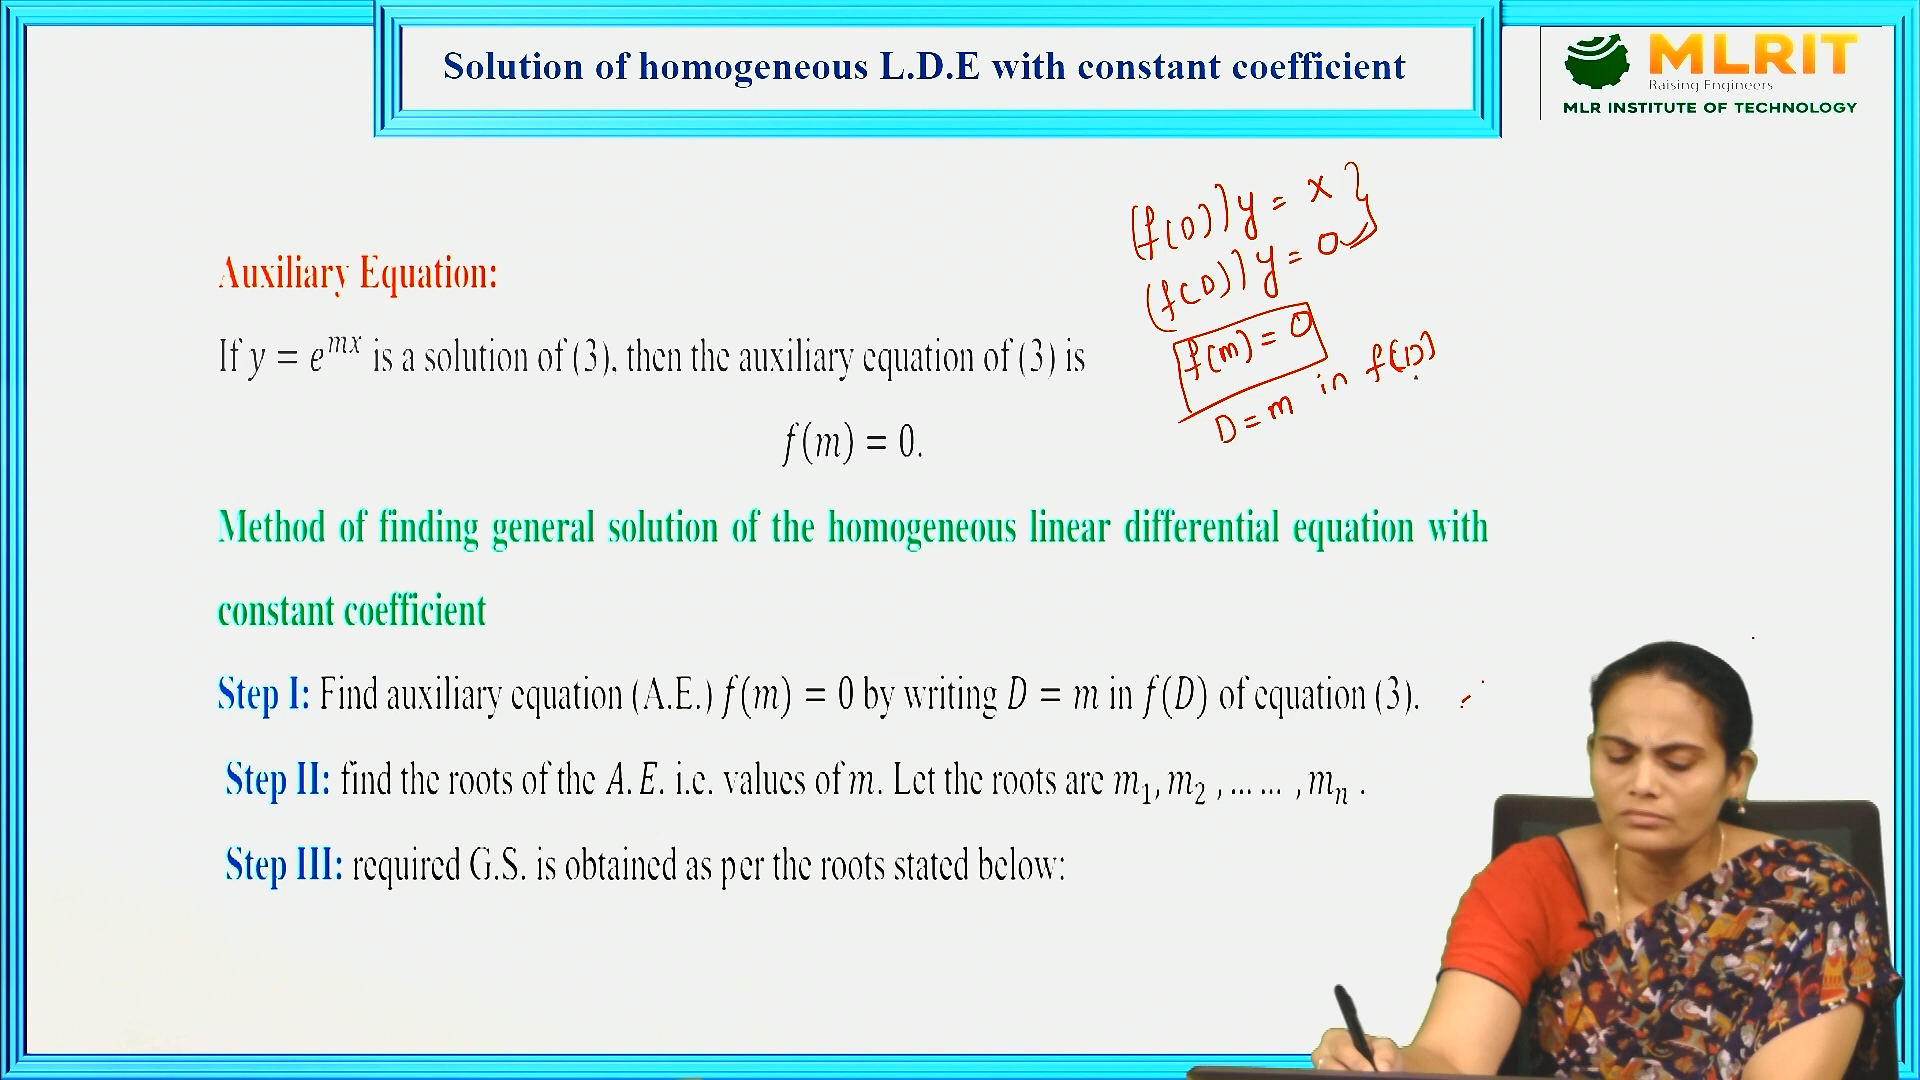 Solution of homogeneous L.D.E with constant coefficient
MLRIT
Raising Engineers
MLR INSTITUTE OF TECHNOLOGY
(f(D))y = x }
(f(D))y = 0
f(m) = 0
D = m in f(D)
Auxiliary Equation:
If y = e^{mx} is a solution of (3), then the auxiliary equation of (3) is
f(m) = 0.
Method of finding general solution of the homogeneous linear differential equation with
constant coefficient
Step I: Find auxiliary equation (A.E.) f(m) = 0 by writing D = m in f(D) of equation (3).
Step II: find the roots of the A.E. i.e. values of m. Let the roots are m₁, m₂ , … … , mₙ .
Step III: required G.S. is obtained as per the roots stated below: